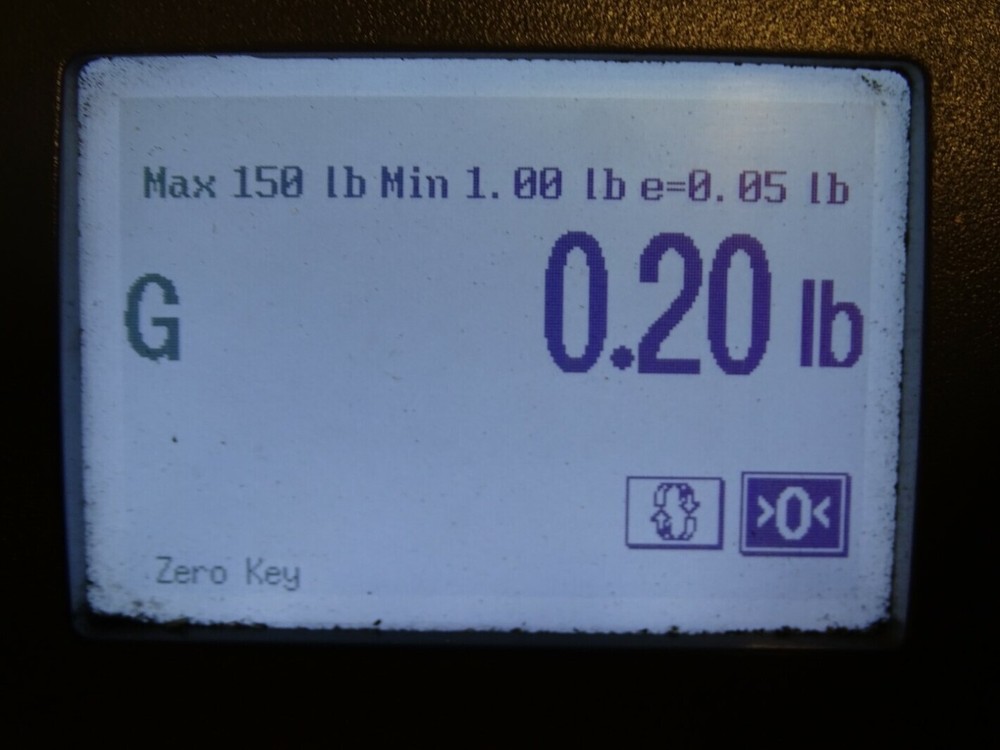 Max 150 lb Min 1.00 lb e=0.05 lb
G 0.20 lb
>0<
Zero Key